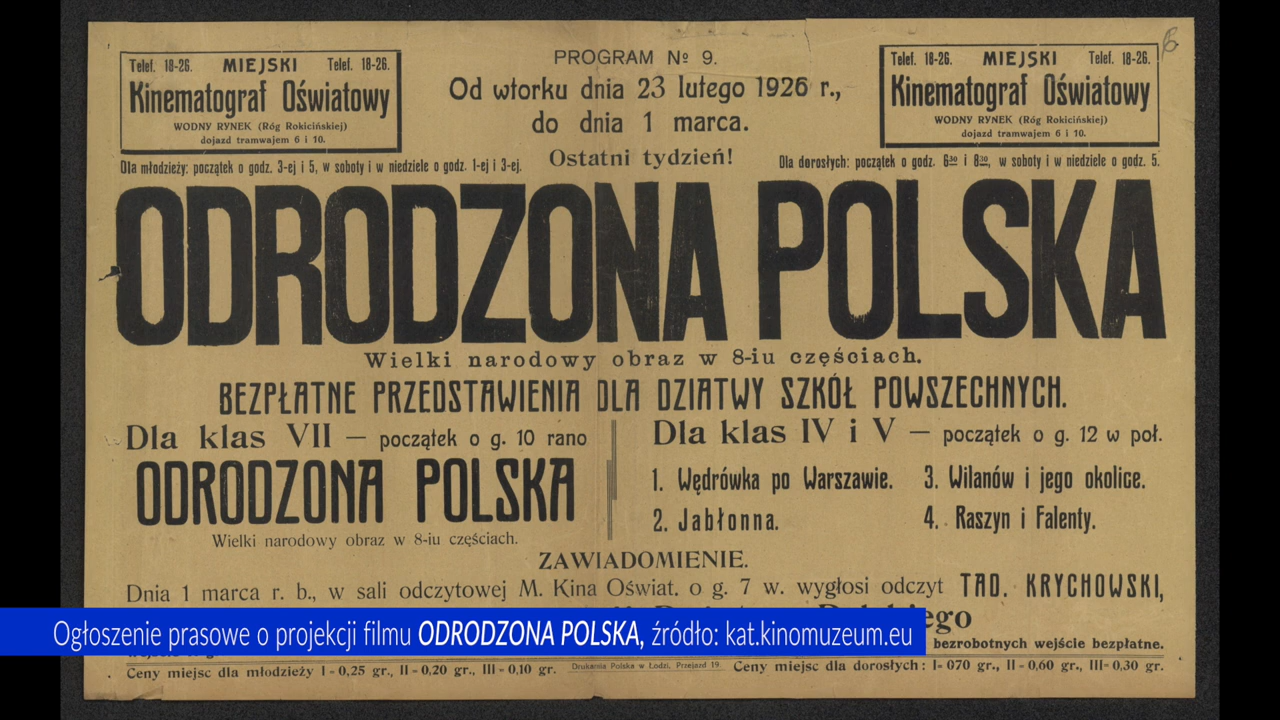 PROGRAM № 9.
Telef. 18-26. MIEJSKI Telef. 18-26.
Kinematograf Oświatowy
WODNY RYNEK (Róg Rokicińskiej)
dojazd tramwajem 6 i 10.
Od wtorku dnia 23 lutego 1926 r.,
do dnia 1 marca.
Ostatni tydzień!
Telef. 18-26. MIEJSKI Telef. 18-26.
Kinematograf Oświatowy
WODNY RYNEK (Róg Rokicińskiej)
dojazd tramwajem 6 i 10.
Dla młodzieży: początek o godz. 3-ej i 5, w soboty i w niedziele o godz. 1-ej i 3-ej.
Dla dorosłych: początek o godz. 6³⁰ i 8³⁰, w soboty i w niedziele o godz. 5.
ODRODZONA POLSKA
Wielki narodowy obraz w 8-iu częściach.
BEZPŁATNE PRZEDSTAWIENIA DLA DZIATWY SZKÓŁ POWSZECHNYCH.
Dla klas VII — początek o g. 10 rano
ODRODZONA POLSKA
Wielki narodowy obraz w 8-iu częściach.
Dla klas IV i V — początek o g. 12 w poł.
1. Wędrówka po Warszawie. 3. Wilanów i jego okolice.
2. Jabłonna. 4. Raszyn i Falenty.
ZAWIADOMIENIE.
Dnia 1 marca r. b., w sali odczytowej M. Kina Oświat. o g. 7 w. wygłosi odczyt TAD. KRYCHOWSKI,
Ogłoszenie prasowe o projekcji filmu ODRODZONA POLSKA, źródło: kat.kinomuzeum.eu
bezrobotnych wejście bezpłatne.
Ceny miejsc dla młodzieży I-0,25 gr., II-0,20 gr., III-0,10 gr. Drukarnia Polska w Łodzi, Przejazd 19. Ceny miejsc dla dorosłych: I-070 gr., II-0,60 gr., III-0,30 gr.